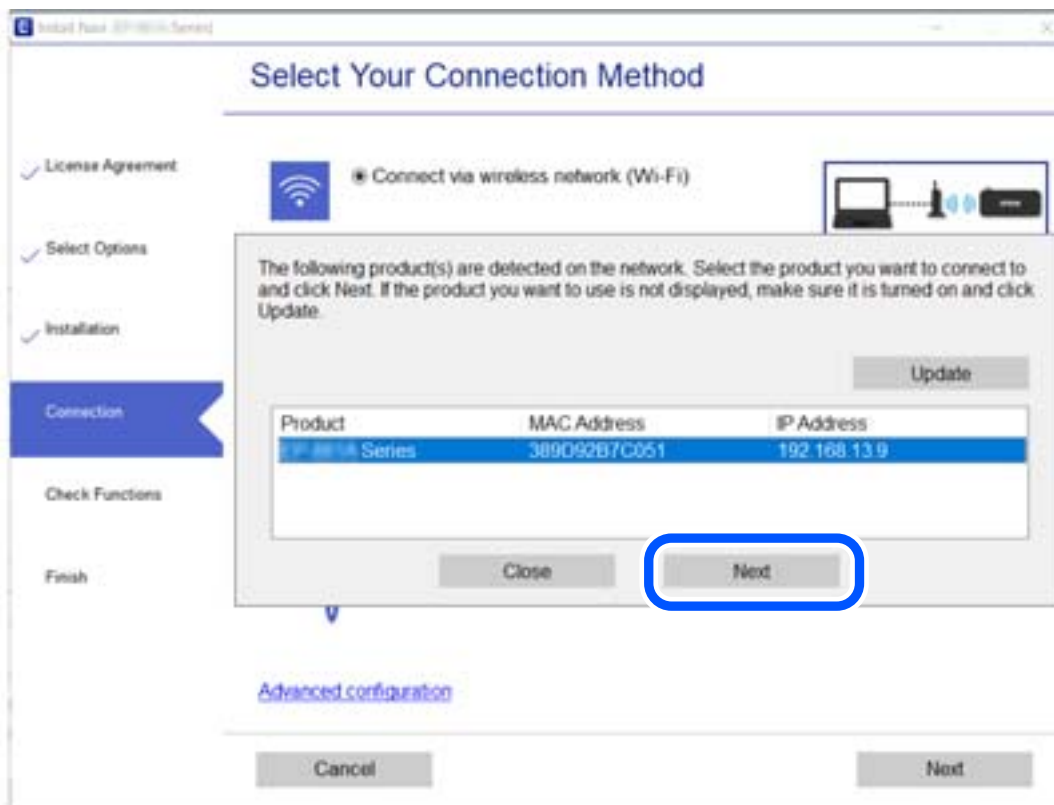 Select Your Connection Method
License Agreement
Select Options
Installation
Connection
Check Functions
Finish
Connect via wireless network (Wi-Fi)
The following product(s) are detected on the network. Select the product you want to connect to
and click Next. If the product you want to use is not displayed, make sure it is turned on and click
Update.
Update
Product MAC Address IP Address
Series 389D92B7C051 192.168.13.9
Close Next
Advanced configuration
Cancel Next